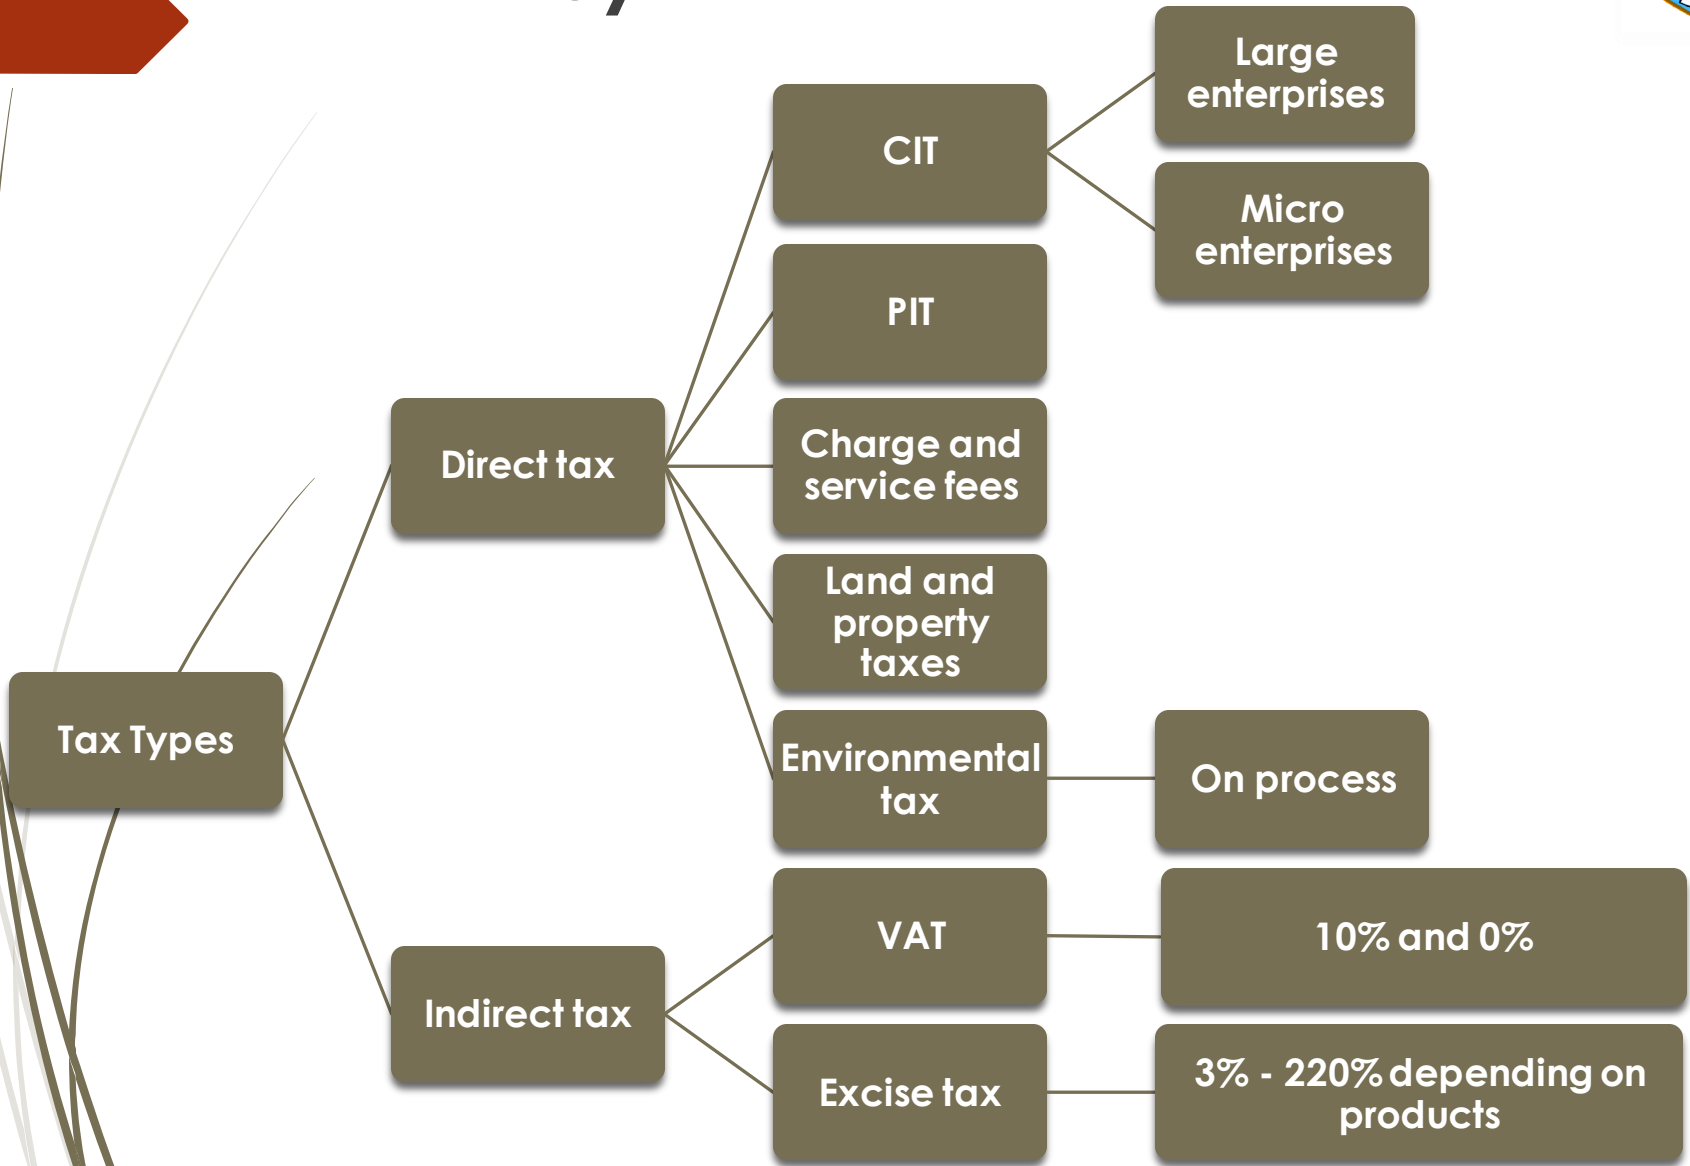 Large
enterprises
CIT
Micro
enterprises
PIT
Direct tax
Charge and
service fees
Land and
property
taxes
Tax Types
Environmental
tax
On process
VAT
10% and 0%
Indirect tax
Excise tax
3% - 220% depending on
products